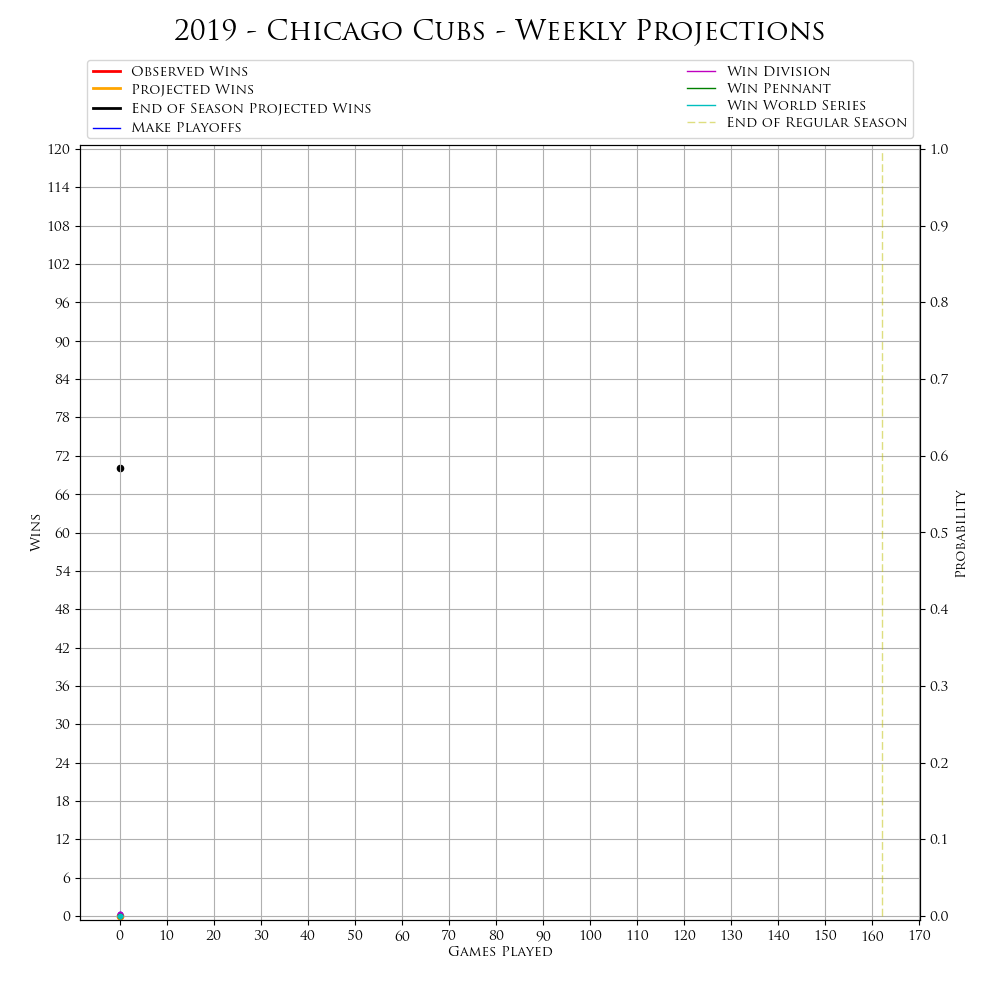 2019 - Chicago Cubs - Weekly Projections
Observed Wins
Projected Wins
End of Season Projected Wins
Make Playoffs
Win Division
Win Pennant
Win World Series
End of Regular Season
120
114
108
102
96
90
84
78
72
66
60
54
48
42
36
30
24
18
12
6
0
Wins
1.0
0.9
0.8
0.7
0.6
0.5
0.4
0.3
0.2
0.1
0.0
Probability
0 10 20 30 40 50 60 70 80 90 100 110 120 130 140 150 160 170
Games Played